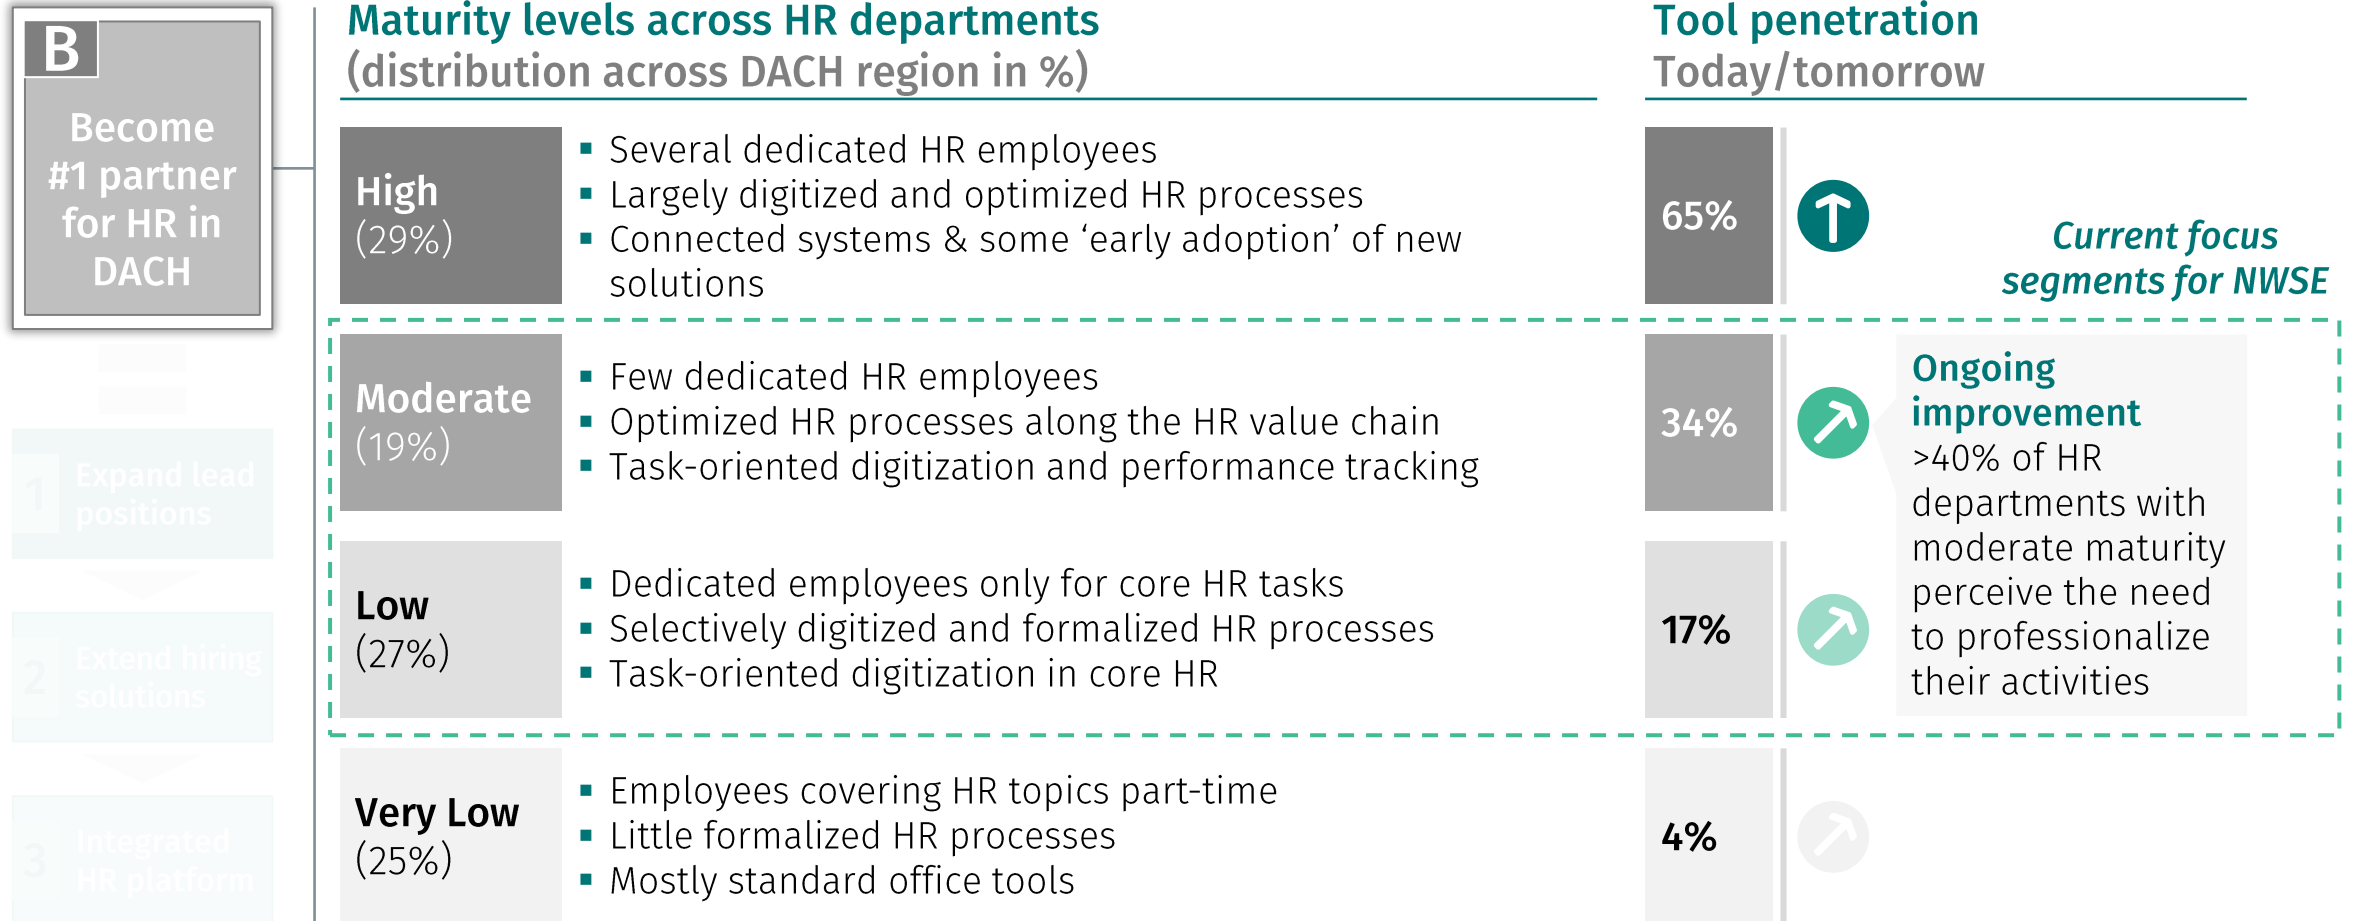 B
Become
#1 partner
for HR in
DACH
1
Expand lead
positions
2
Extend hiring
solutions
3
Integrated
HR platform
Maturity levels across HR departments
(distribution across DACH region in %)
Tool penetration
Today/tomorrow
High
(29%)
▪ Several dedicated HR employees
▪ Largely digitized and optimized HR processes
▪ Connected systems & some ‘early adoption’ of new
solutions
65%
Current focus
segments for NWSE
Moderate
(19%)
▪ Few dedicated HR employees
▪ Optimized HR processes along the HR value chain
▪ Task-oriented digitization and performance tracking
34%
Ongoing
improvement
>40% of HR
departments with
moderate maturity
perceive the need
to professionalize
their activities
Low
(27%)
▪ Dedicated employees only for core HR tasks
▪ Selectively digitized and formalized HR processes
▪ Task-oriented digitization in core HR
17%
Very Low
(25%)
▪ Employees covering HR topics part-time
▪ Little formalized HR processes
▪ Mostly standard office tools
4%